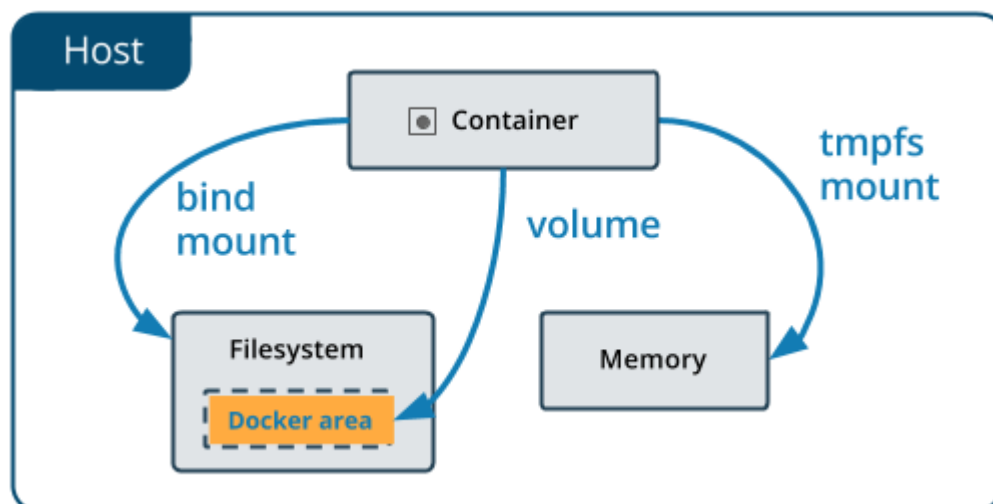 Host
Container
bind
mount
volume
tmpfs
mount
Filesystem
Docker area
Memory